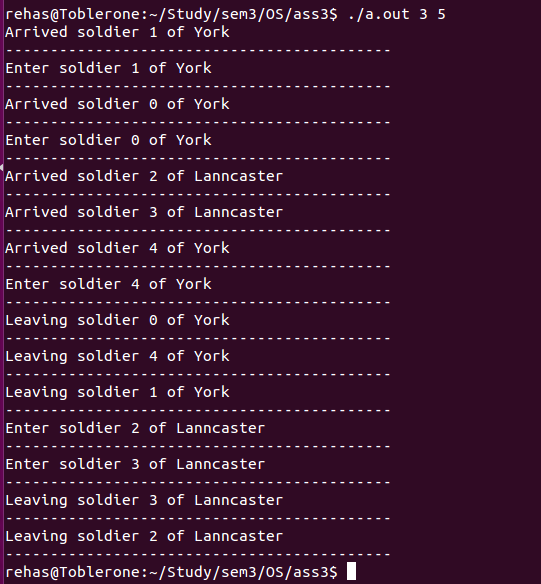 rehas@Toblerone:~/Study/sem3/OS/ass3$ ./a.out 3 5
Arrived soldier 1 of York
-------------------------------------------
Enter soldier 1 of York
-------------------------------------------
Arrived soldier 0 of York
-------------------------------------------
Enter soldier 0 of York
-------------------------------------------
Arrived soldier 2 of Lanncaster
-------------------------------------------
Arrived soldier 3 of Lanncaster
-------------------------------------------
Arrived soldier 4 of York
-------------------------------------------
Enter soldier 4 of York
-------------------------------------------
Leaving soldier 0 of York
-------------------------------------------
Leaving soldier 4 of York
-------------------------------------------
Leaving soldier 1 of York
-------------------------------------------
Enter soldier 2 of Lanncaster
-------------------------------------------
Enter soldier 3 of Lanncaster
-------------------------------------------
Leaving soldier 3 of Lanncaster
-------------------------------------------
Leaving soldier 2 of Lanncaster
-------------------------------------------
rehas@Toblerone:~/Study/sem3/OS/ass3$